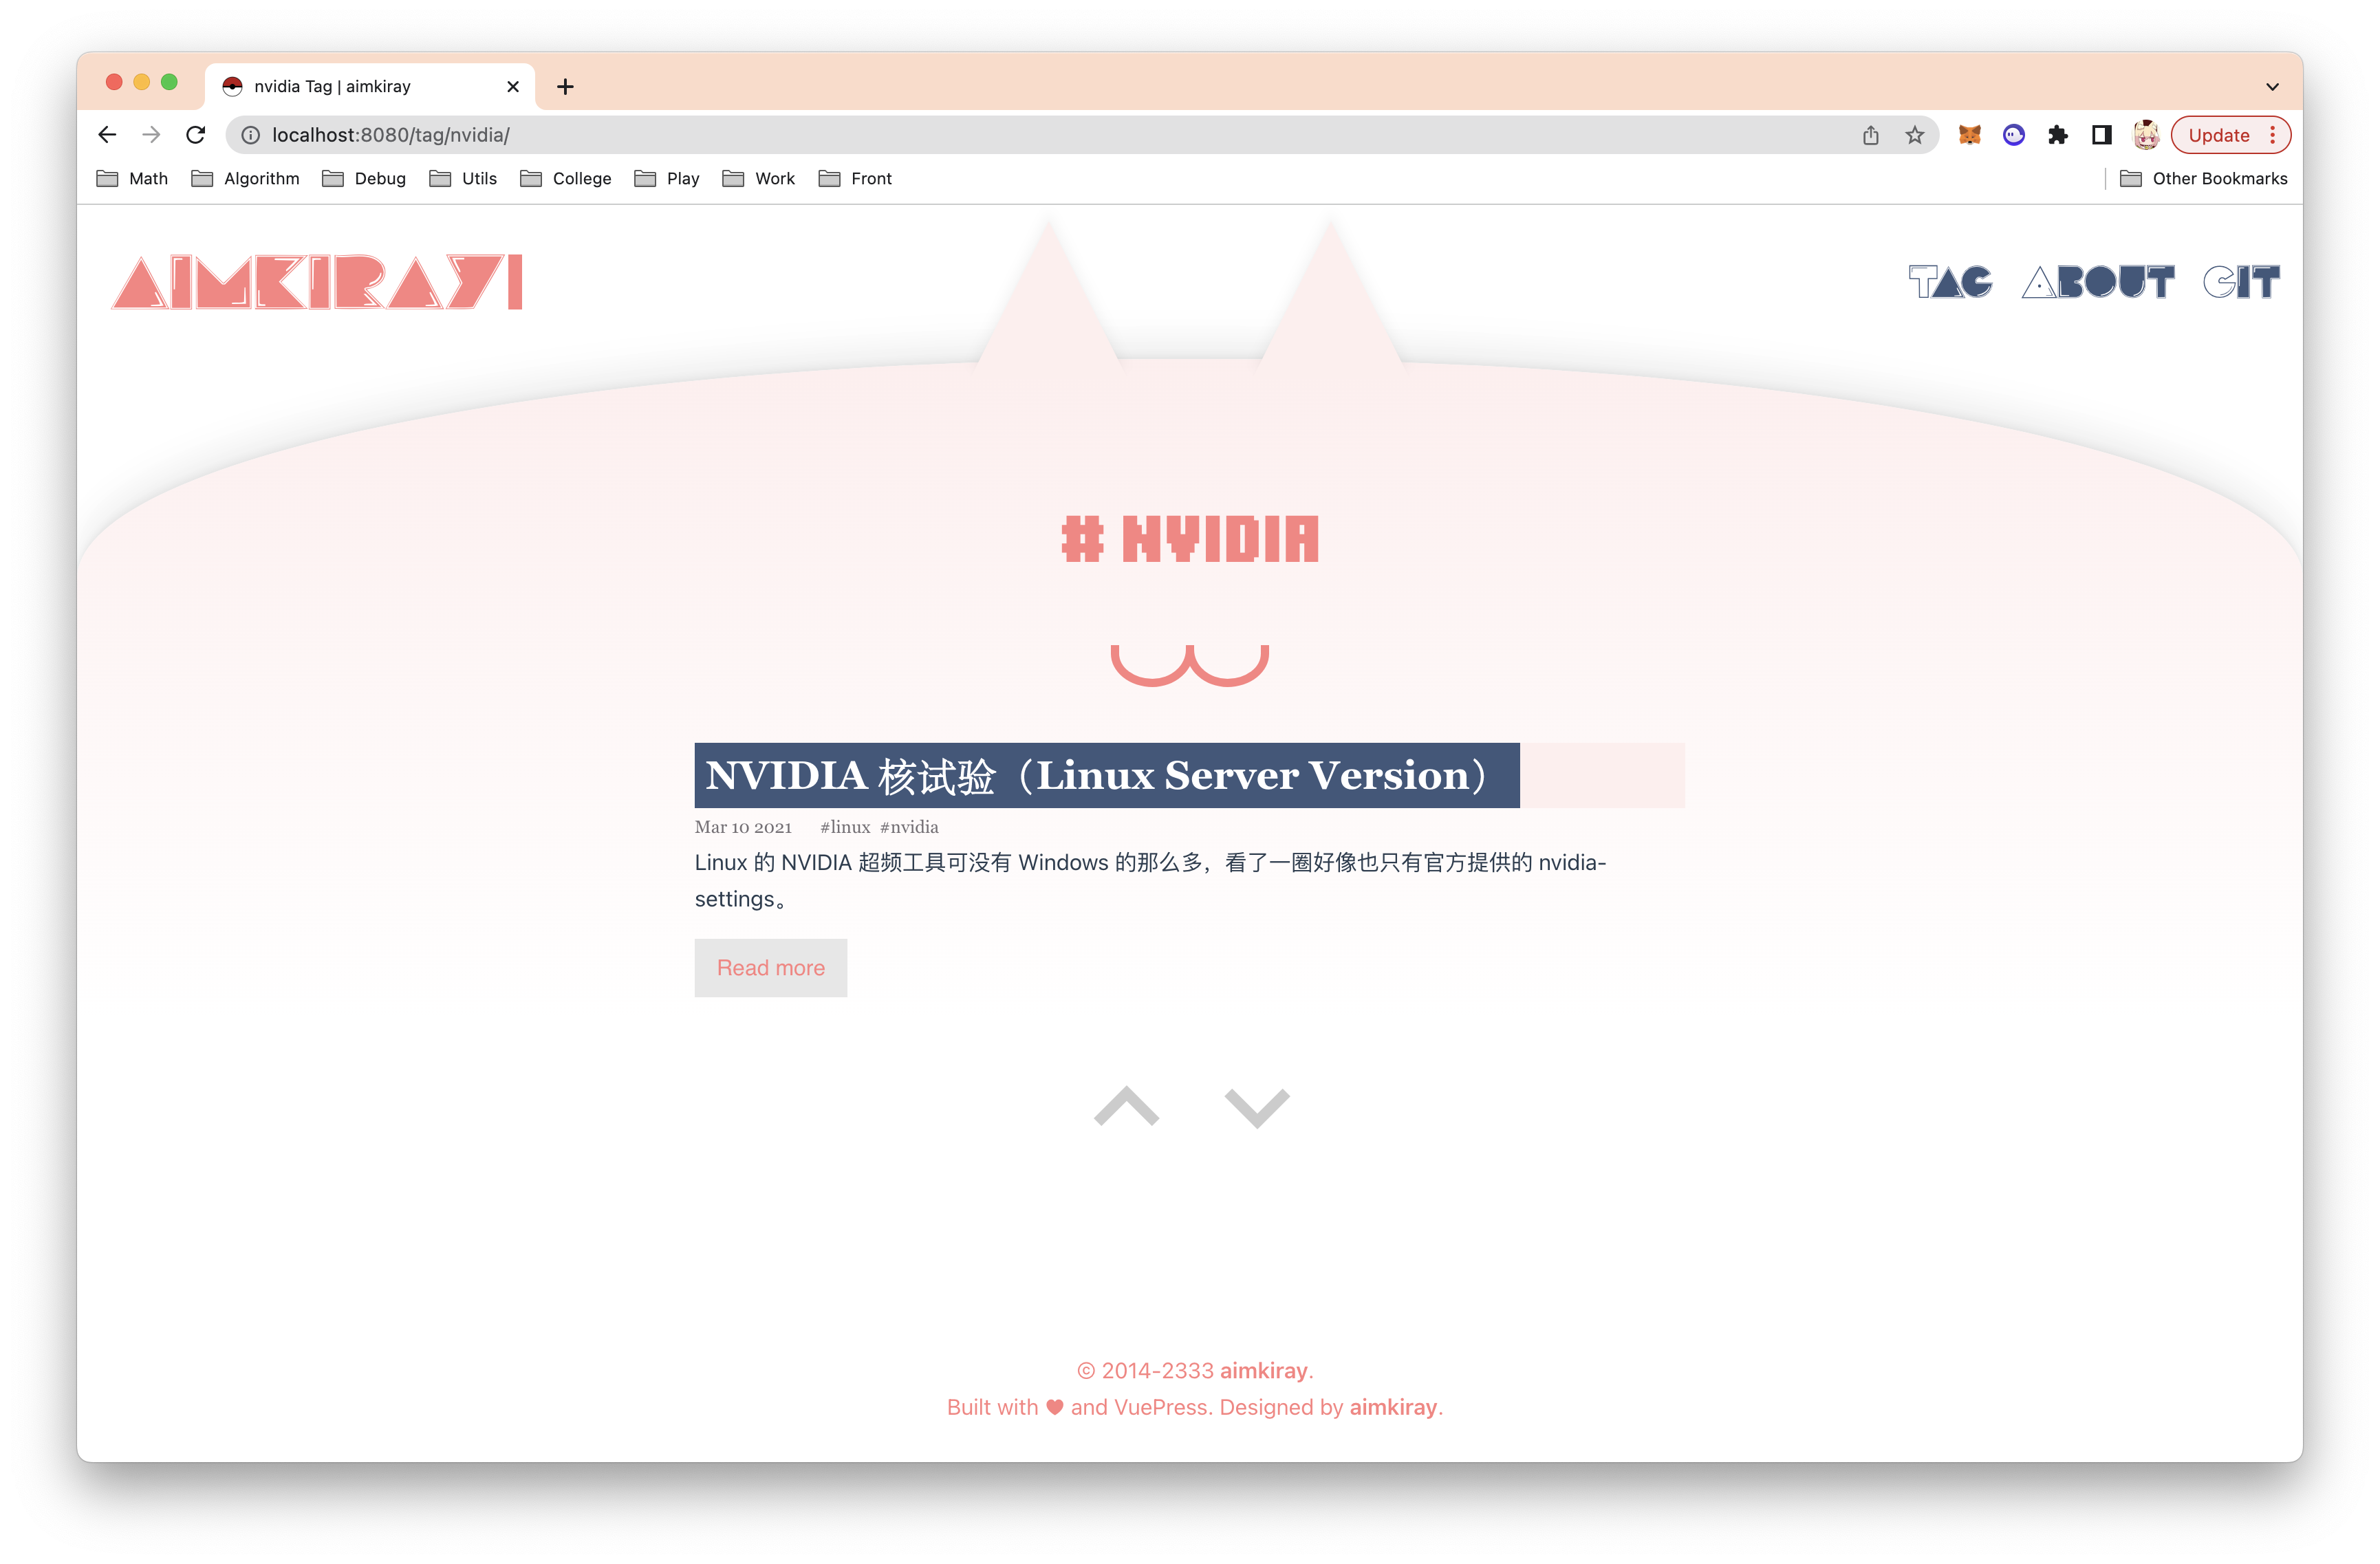 nvidia Tag | aimkiray
localhost:8080/tag/nvidia/
Update
Math Algorithm Debug Utils College Play Work Front Other Bookmarks
AIMKIRAY
TAG ABOUT GIT
# NVIDIA
NVIDIA 核试验（Linux Server Version）
Mar 10 2021 #linux #nvidia
Linux 的 NVIDIA 超频工具可没有 Windows 的那么多，看了一圈好像也只有官方提供的 nvidia-
settings。
Read more
© 2014-2333 aimkiray.
Built with ♥ and VuePress. Designed by aimkiray.